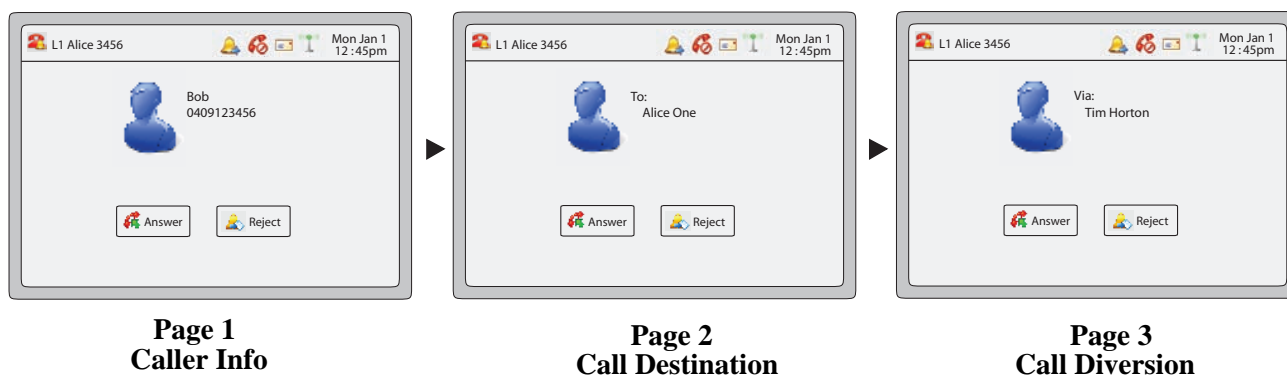 L1 Alice 3456
Mon Jan 1
12:45pm
Bob
0409123456
Answer
Reject
Page 1
Caller Info
L1 Alice 3456
Mon Jan 1
12:45pm
To:
Alice One
Answer
Reject
Page 2
Call Destination
L1 Alice 3456
Mon Jan 1
12:45pm
Via:
Tim Horton
Answer
Reject
Page 3
Call Diversion